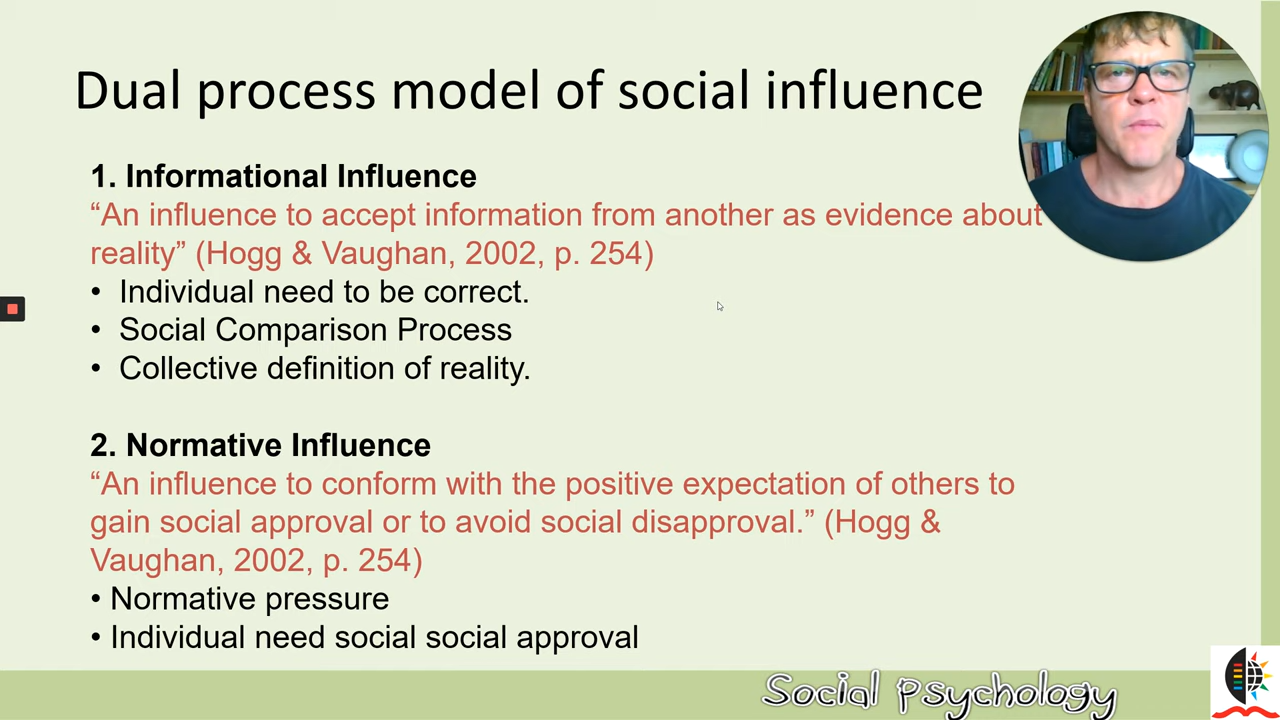 Dual process model of social influence
1. Informational Influence
“An influence to accept information from another as evidence about
reality” (Hogg & Vaughan, 2002, p. 254)
• Individual need to be correct.
• Social Comparison Process
• Collective definition of reality.
2. Normative Influence
“An influence to conform with the positive expectation of others to
gain social approval or to avoid social disapproval.” (Hogg &
Vaughan, 2002, p. 254)
• Normative pressure
• Individual need social social approval
Social Psychology